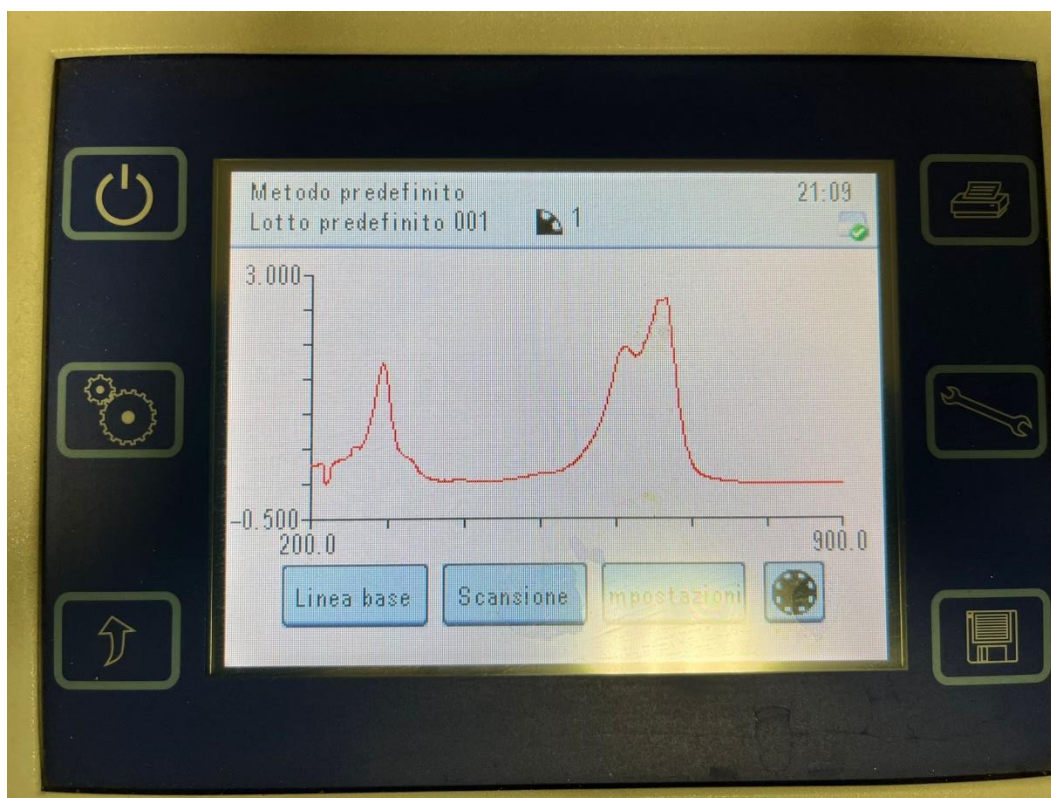 Metodo predefinito
21:09
Lotto predefinito 001
1
3.000
-0.500
200.0
900.0
Linea base
Scansione
mpostazioni